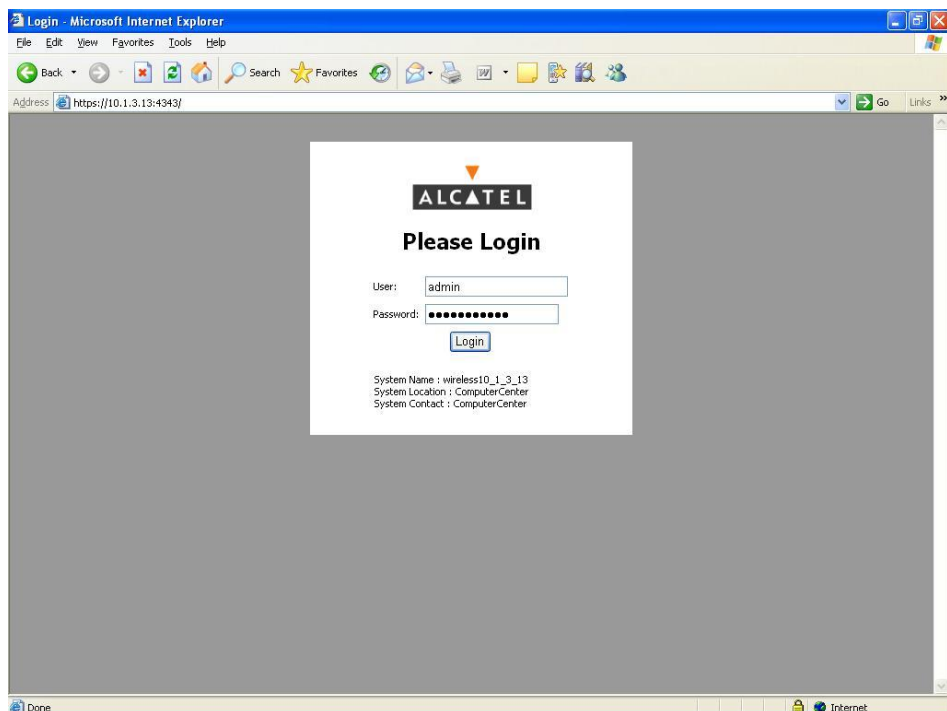 Login - Microsoft Internet Explorer
File Edit View Favorites Tools Help
Back Search Favorites
Address https://10.1.3.13:4343/ Go Links »
ALCATEL
Please Login
User: admin
Password: ●●●●●●●●●●●
Login
System Name : wireless10_1_3_13
System Location : ComputerCenter
System Contact : ComputerCenter
Done Internet